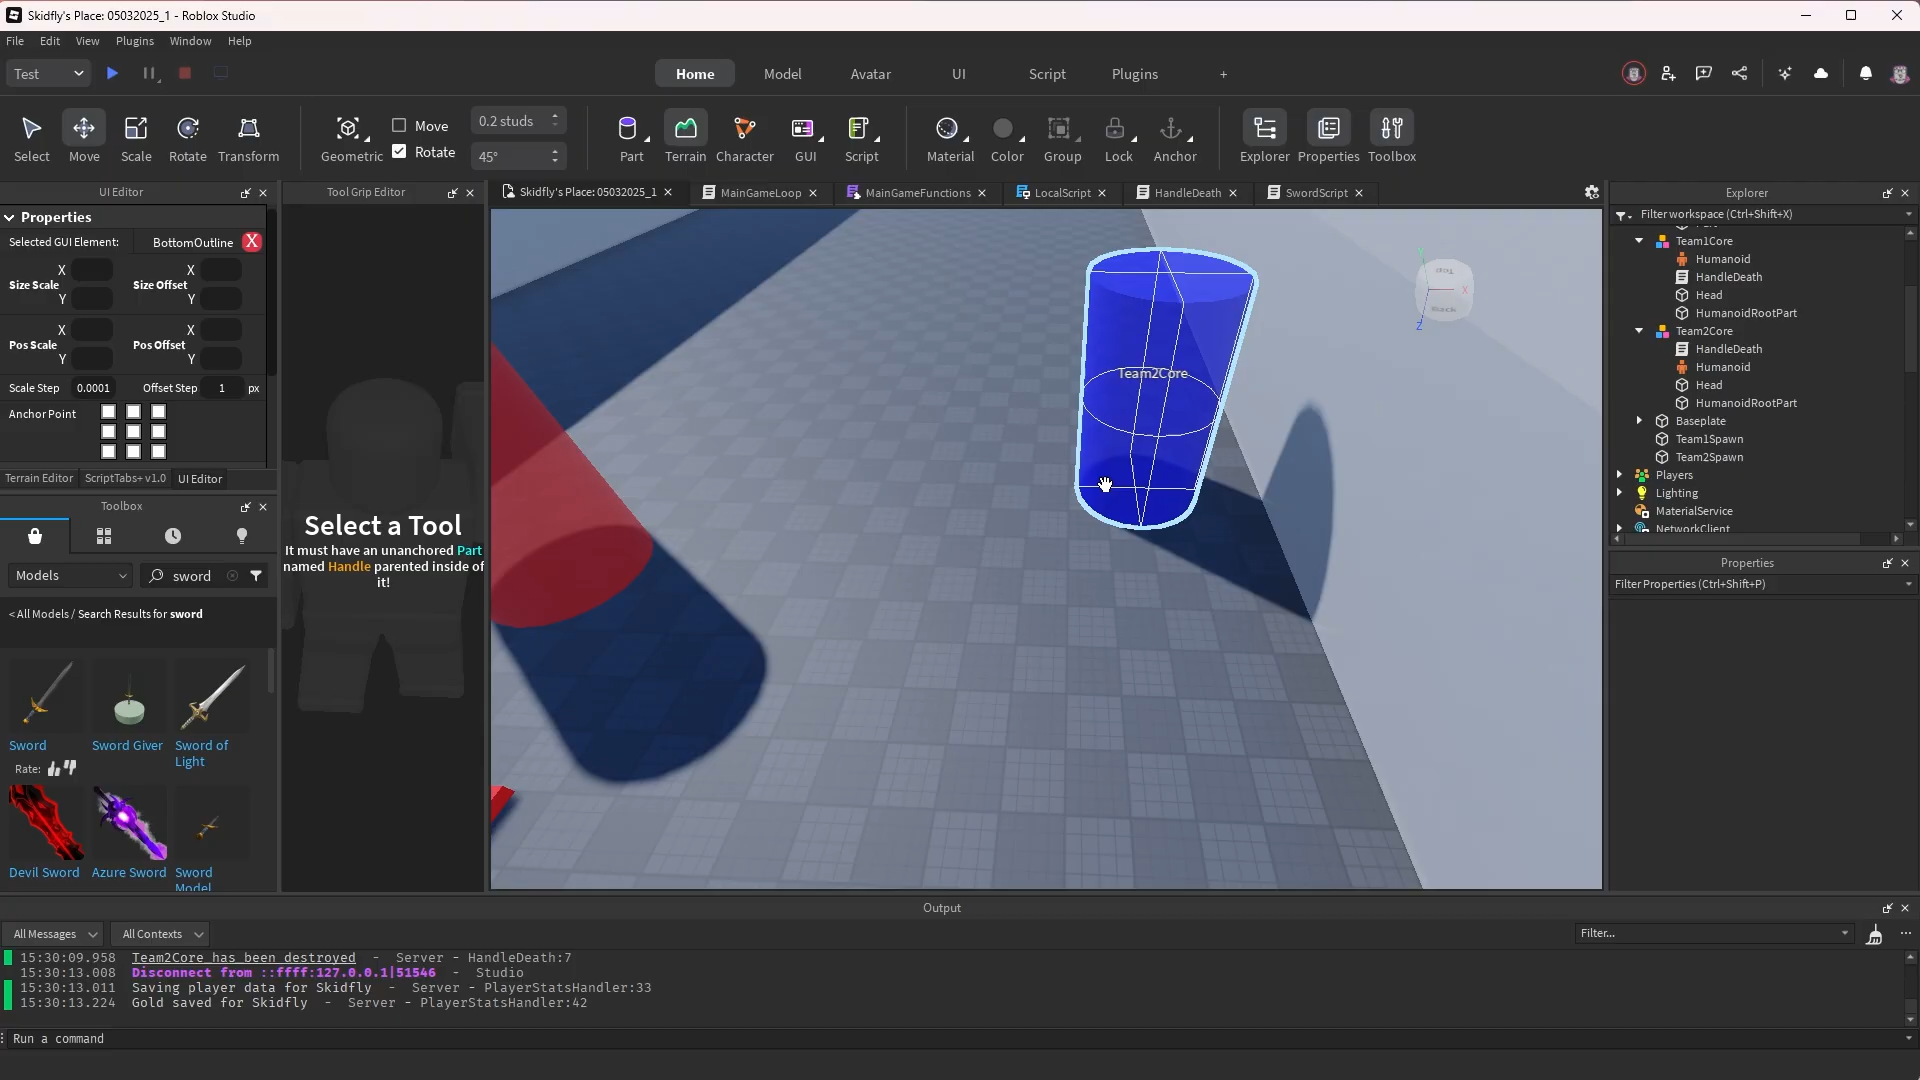 Skidfly's Place: 05032025_1 - Roblox Studio
File Edit View Plugins Window Help
Test
Home Model Avatar UI Script Plugins +
Select Move Scale Rotate Transform
Geometric
Move
Rotate
0.2 studs
45°
Part Terrain Character GUI Script
Material Color Group Lock Anchor
Explorer Properties Toolbox
UI Editor
Properties
Selected GUI Element: BottomOutline X
X X
Size Scale Size Offset
Y Y
X X
Pos Scale Pos Offset
Y Y
Scale Step 0.0001 Offset Step 1 px
Anchor Point
Terrain Editor ScriptTabs+ v1.0 UI Editor
Toolbox
Models sword
< All Models / Search Results for sword
Sword
Sword Giver
Sword of
Light
Rate:
Devil Sword
Azure Sword
Sword
Model
Tool Grip Editor
Select a Tool
It must have an unanchored Part
named Handle parented inside of
it!
Skidfly's Place: 05032025_1 MainGameLoop MainGameFunctions LocalScript HandleDeath SwordScript
Team2Core
Y
X
Z
Back
Explorer
Filter workspace (Ctrl+Shift+X)
Team1Core
Humanoid
HandleDeath
Head
HumanoidRootPart
Team2Core
HandleDeath
Humanoid
Head
HumanoidRootPart
Baseplate
Team1Spawn
Team2Spawn
Players
Lighting
MaterialService
NetworkClient
Properties
Filter Properties (Ctrl+Shift+P)
Output
All Messages All Contexts Filter...
15:30:09.958 Team2Core has been destroyed - Server - HandleDeath:7
15:30:13.008 Disconnect from ::ffff:127.0.0.1|51546 - Studio
15:30:13.011 Saving player data for Skidfly - Server - PlayerStatsHandler:33
15:30:13.224 Gold saved for Skidfly - Server - PlayerStatsHandler:42
Run a command